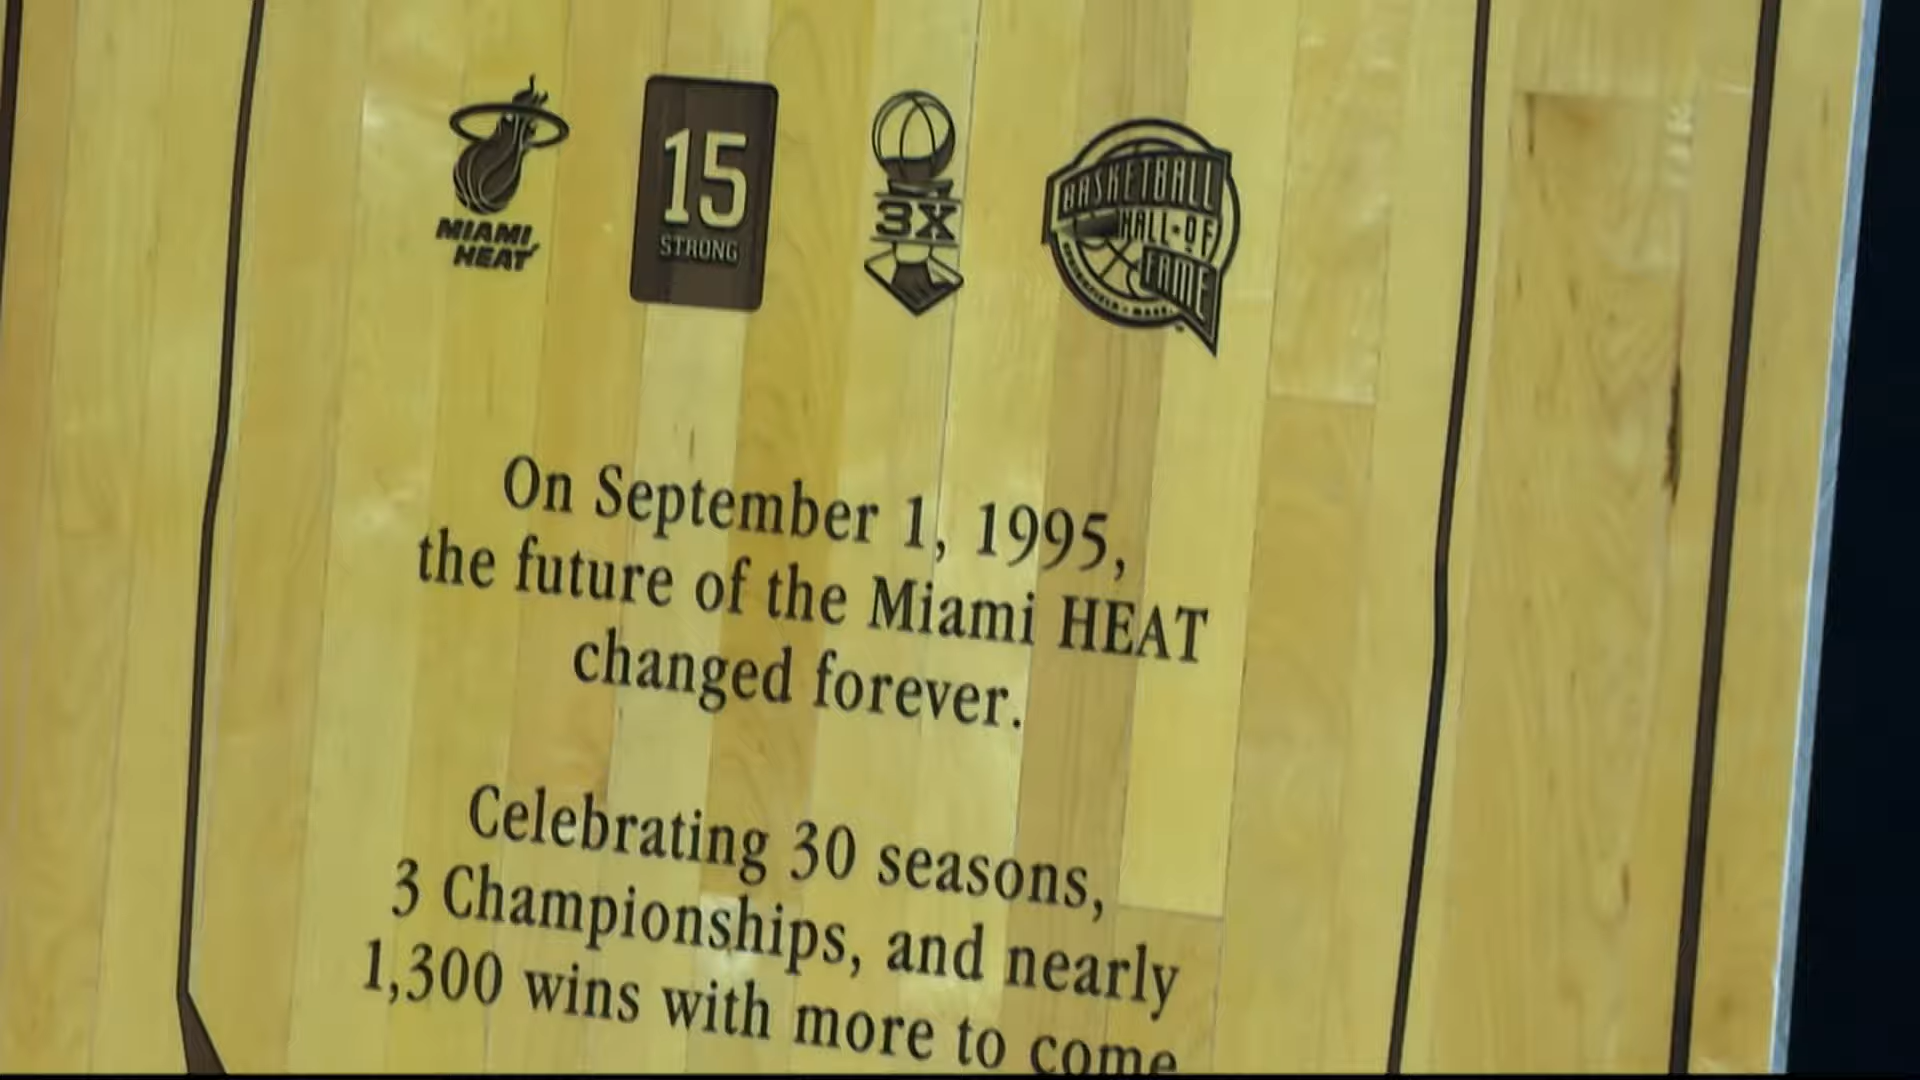 MIAMI
HEAT
15
STRONG
3X
BASKETBALL
HALL·OF
FAME
On September 1, 1995,
the future of the Miami HEAT
changed forever.
Celebrating 30 seasons,
3 Championships, and nearly
1,300 wins with more to come